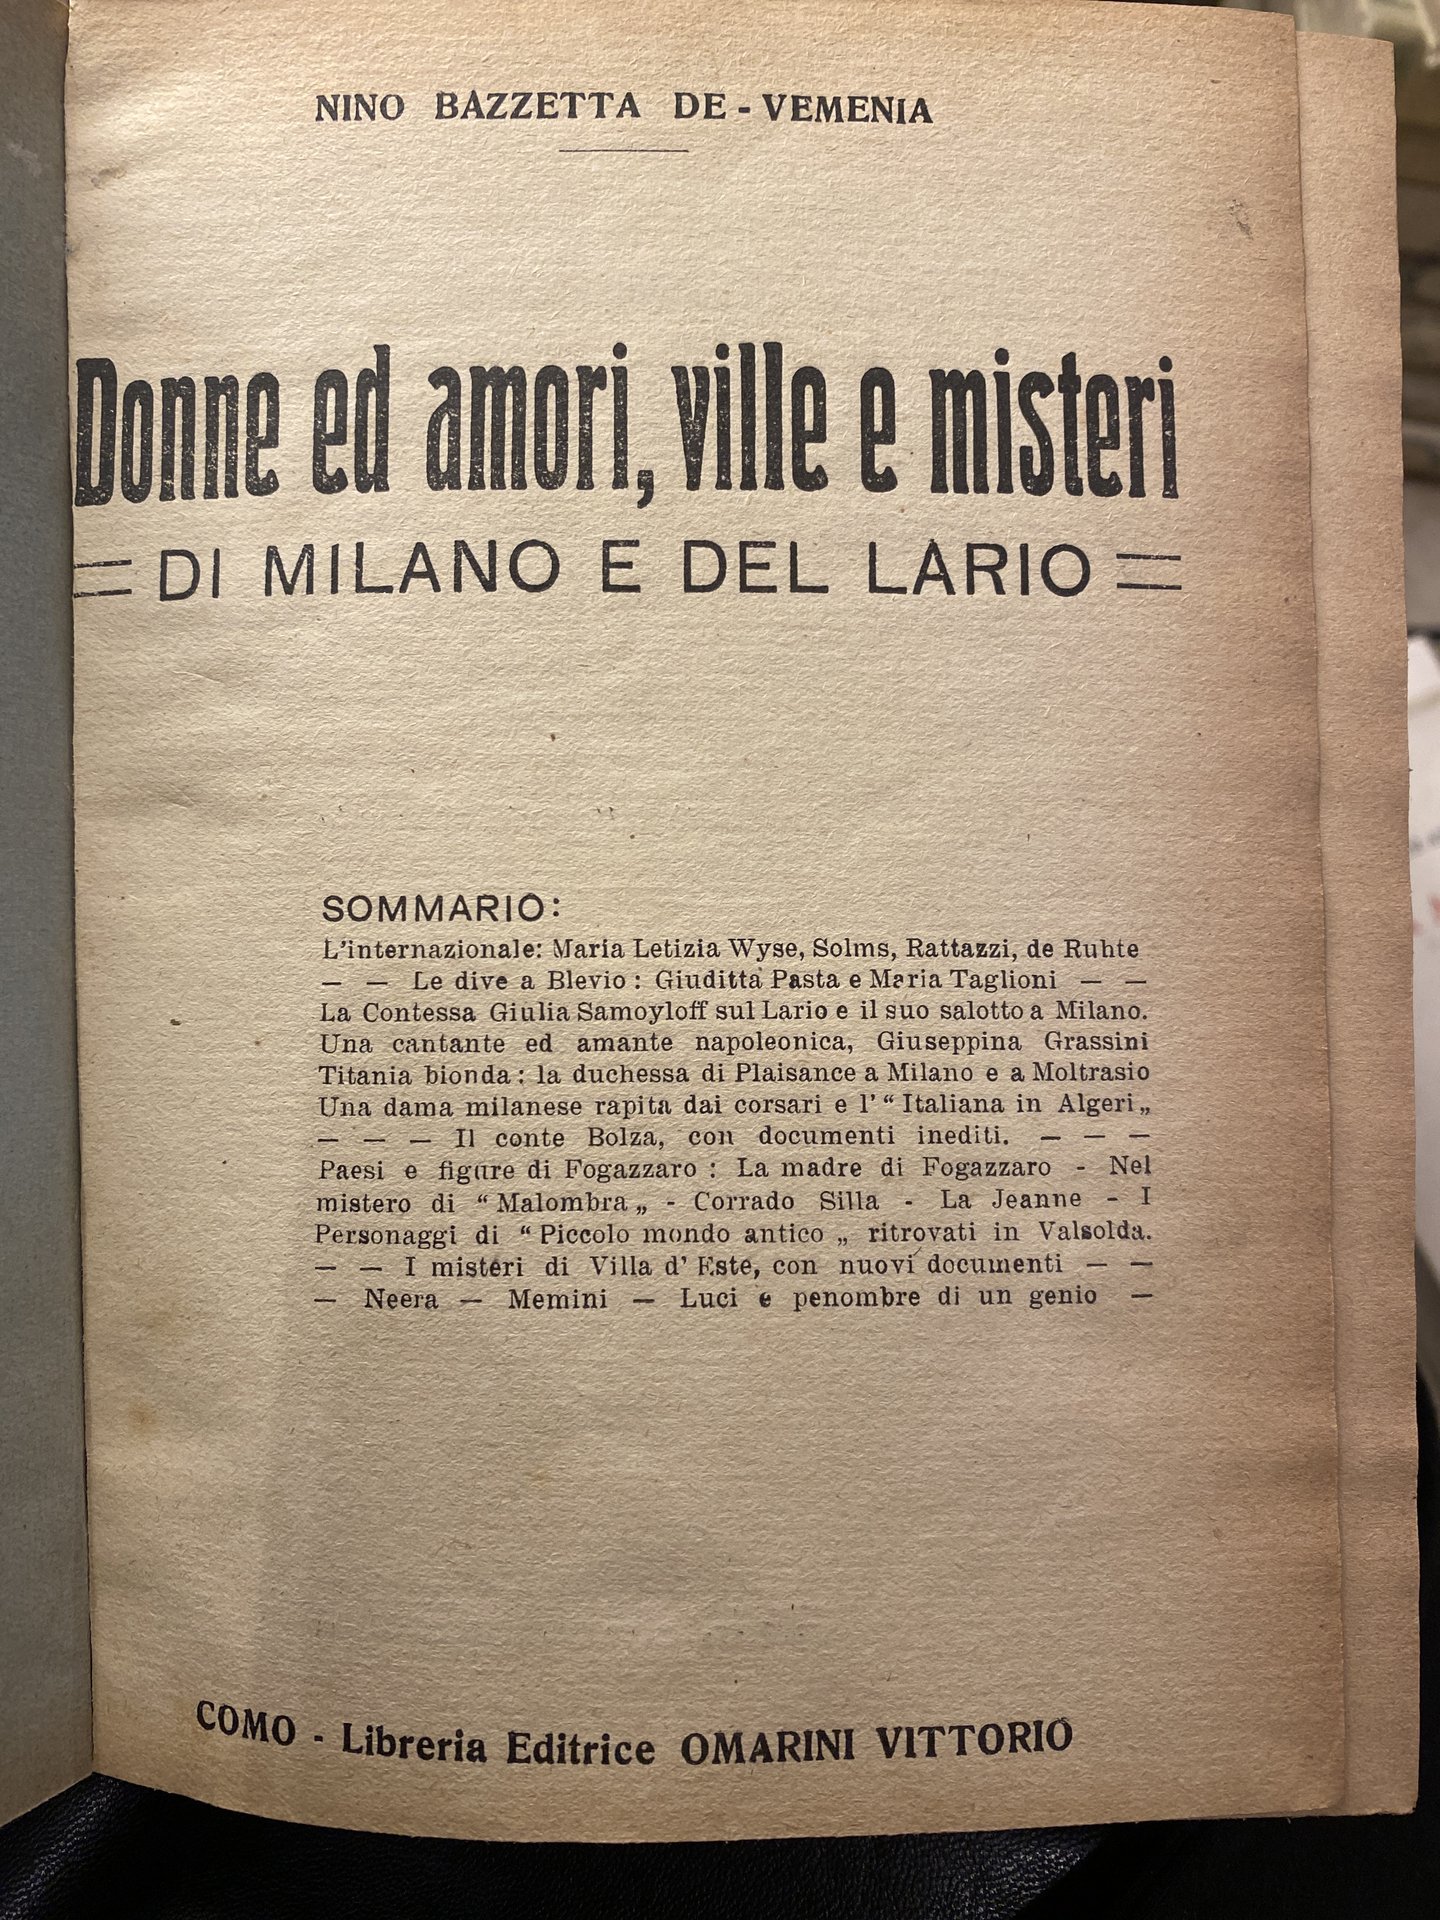 NINO BAZZETTA DE - VEMENIA
Donne ed amori, ville e misteri
DI MILANO E DEL LARIO
SOMMARIO:
L'internazionale: Maria Letizia Wyse, Solms, Rattazzi, de Ruhte
— — Le dive a Blevio : Giuditta Pasta e Maria Taglioni — —
La Contessa Giulia Samoyloff sul Lario e il suo salotto a Milano.
Una cantante ed amante napoleonica, Giuseppina Grassini
Titania bionda : la duchessa di Plaisance a Milano e a Moltrasio
Una dama milanese rapita dai corsari e l' “ Italiana in Algeri „
— — — Il conte Bolza, con documenti inediti. — — —
Paesi e figure di Fogazzaro : La madre di Fogazzaro - Nel
mistero di “ Malombra „ - Corrado Silla - La Jeanne - I
Personaggi di “ Piccolo mondo antico „ ritrovati in Valsolda.
— — I misteri di Villa d' Este, con nuovi documenti — —
— Neera — Memini — Luci e penombre di un genio —
COMO - Libreria Editrice OMARINI VITTORIO